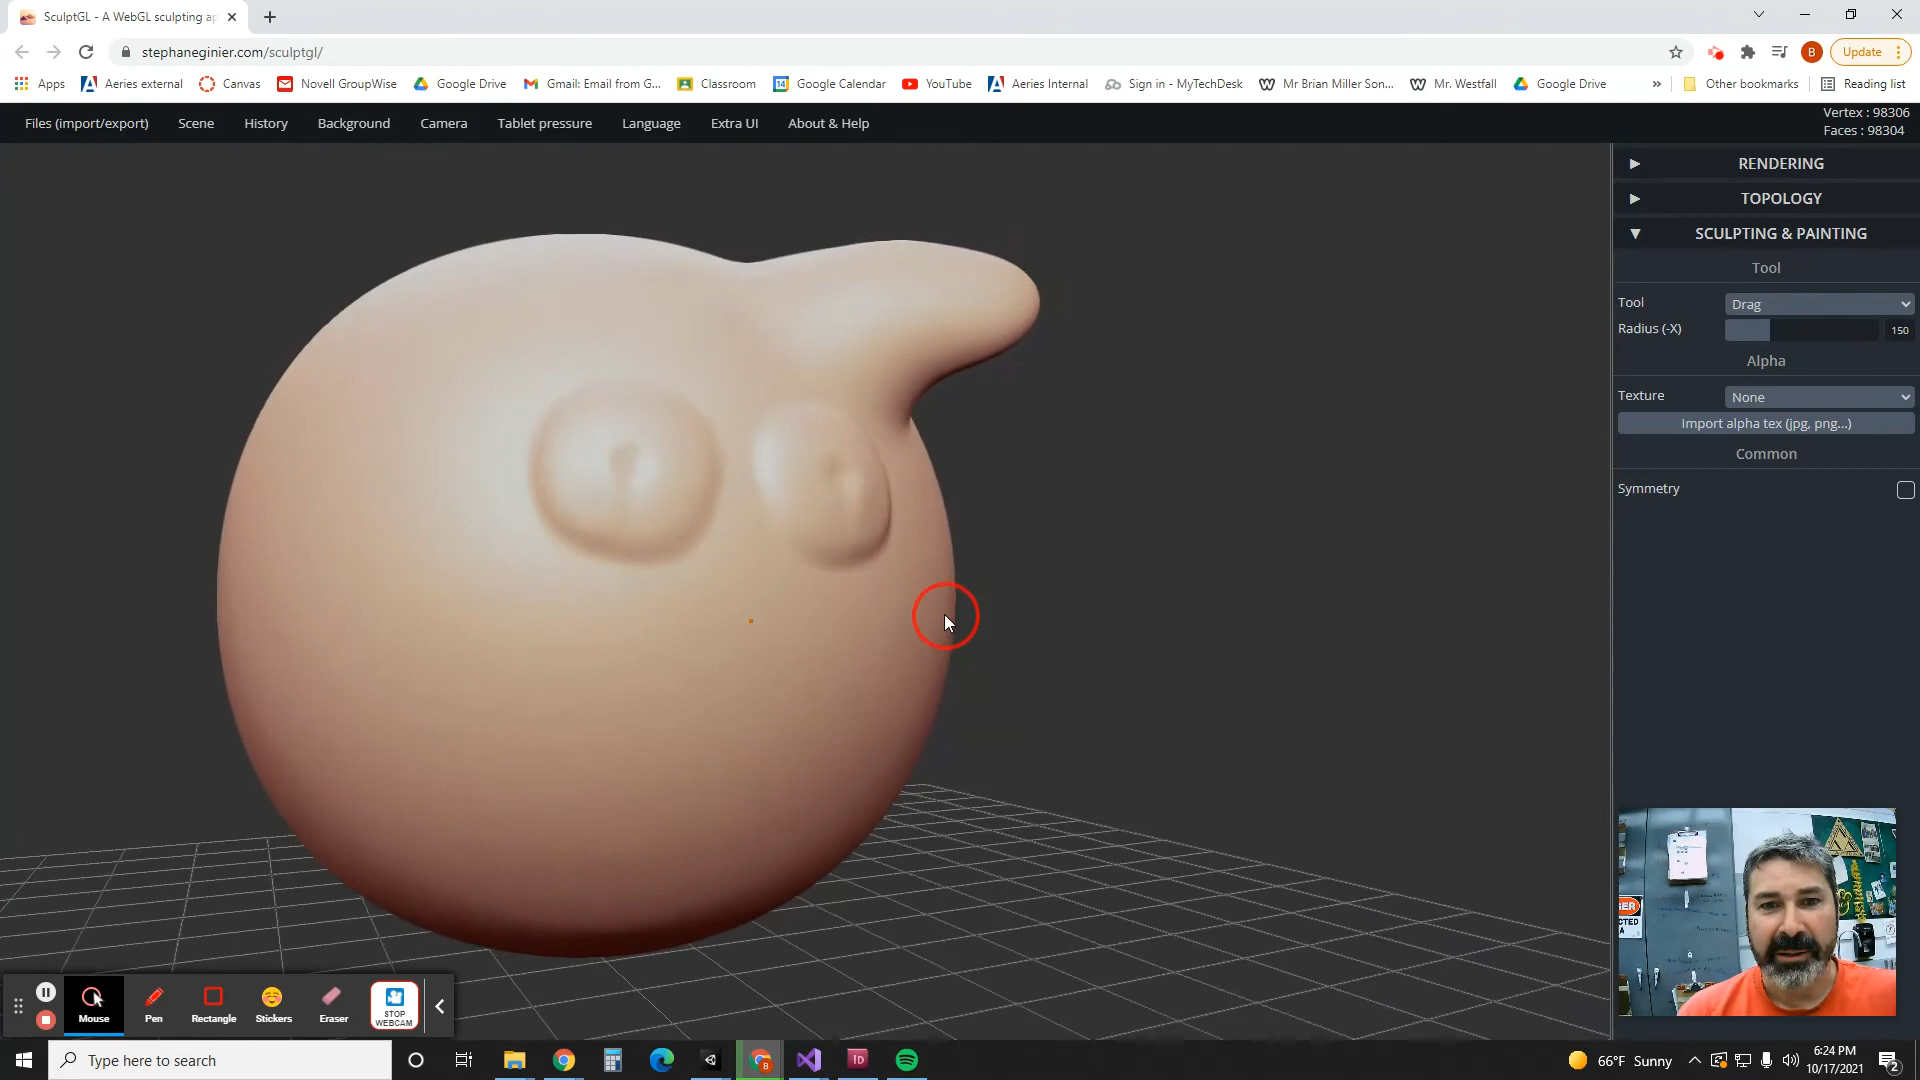 SculptGL - A WebGL sculpting ap
stephaneginier.com/sculptgl/
B
Update
Apps
Aeries external
Canvas
Novell GroupWise
Google Drive
Gmail: Email from G...
Classroom
Google Calendar
YouTube
Aeries Internal
Sign in - MyTechDesk
Mr Brian Miller Son...
Mr. Westfall
Google Drive
Other bookmarks
Reading list
Files (import/export)
Scene
History
Background
Camera
Tablet pressure
Language
Extra UI
About & Help
Vertex : 98306
Faces : 98304
RENDERING
TOPOLOGY
SCULPTING & PAINTING
Tool
Tool
Drag
Radius (-X)
150
Alpha
Texture
None
Import alpha tex (jpg, png...)
Common
Symmetry
Mouse
Pen
Rectangle
Stickers
Eraser
STOP
WEBCAM
Type here to search
66°F Sunny
6:24 PM
10/17/2021
2